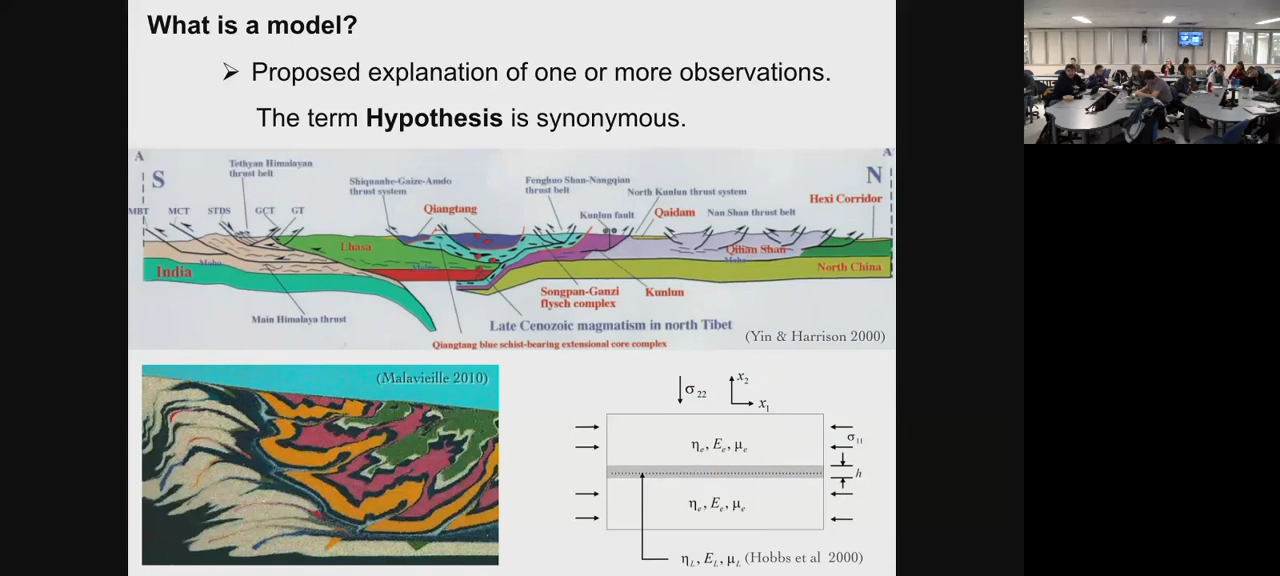 What is a model?
➢ Proposed explanation of one or more observations.
The term Hypothesis is synonymous.
A
A'
S
N
Tethyan Himalayan
thrust belt
Shiquanhe-Gaize-Amdo
thrust system
Fenghuo Shan-Nangqian
thrust belt
North Kunlun thrust system
Hexi Corridor
MBT MCT STDS GCT GT
Qiangtang
Kunlun fault
Qaidam
Nan Shan thrust belt
Lhasa
Qilian Shan
Moho
Moho
India
North China
Songpan-Ganzi
flysch complex
Kunlun
Main Himalaya thrust
Late Cenozoic magmatism in north Tibet
(Yin & Harrison 2000)
Qiangtang blue schist-bearing extensional core complex
(Malavieille 2010)
σ22
x2
x1
ηe, Ee, μe
σ11
h
ηe, Ee, μe
ηL, EL, μL (Hobbs et al 2000)